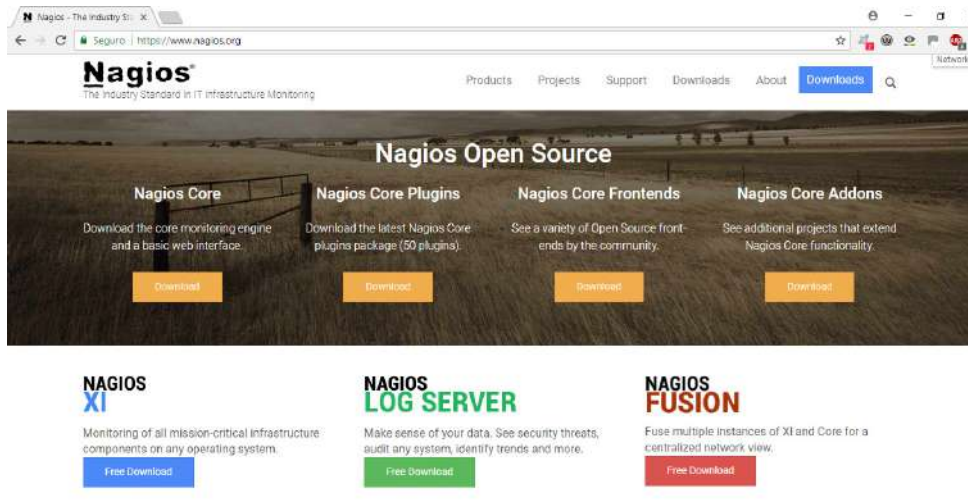 Nagios - The Industry St
Seguro | https://www.nagios.org
Network
Nagios®
The Industry Standard in IT Infrastructure Monitoring
Products Projects Support Downloads About Downloads
Nagios Open Source
Nagios Core Nagios Core Plugins Nagios Core Frontends Nagios Core Addons
Download the core monitoring engine Download the latest Nagios Core See a variety of Open Source front- See additional projects that extend
and a basic web interface. plugins package (50 plugins). ends by the community. Nagios Core functionality.
Download Download Download Download
NAGIOS NAGIOS NAGIOS
XI LOG SERVER FUSION
Monitoring of all mission-critical infrastructure Make sense of your data. See security threats, Fuse multiple instances of XI and Core for a
components on any operating system. audit any system, identify trends and more. centralized network view.
Free Download Free Download Free Download